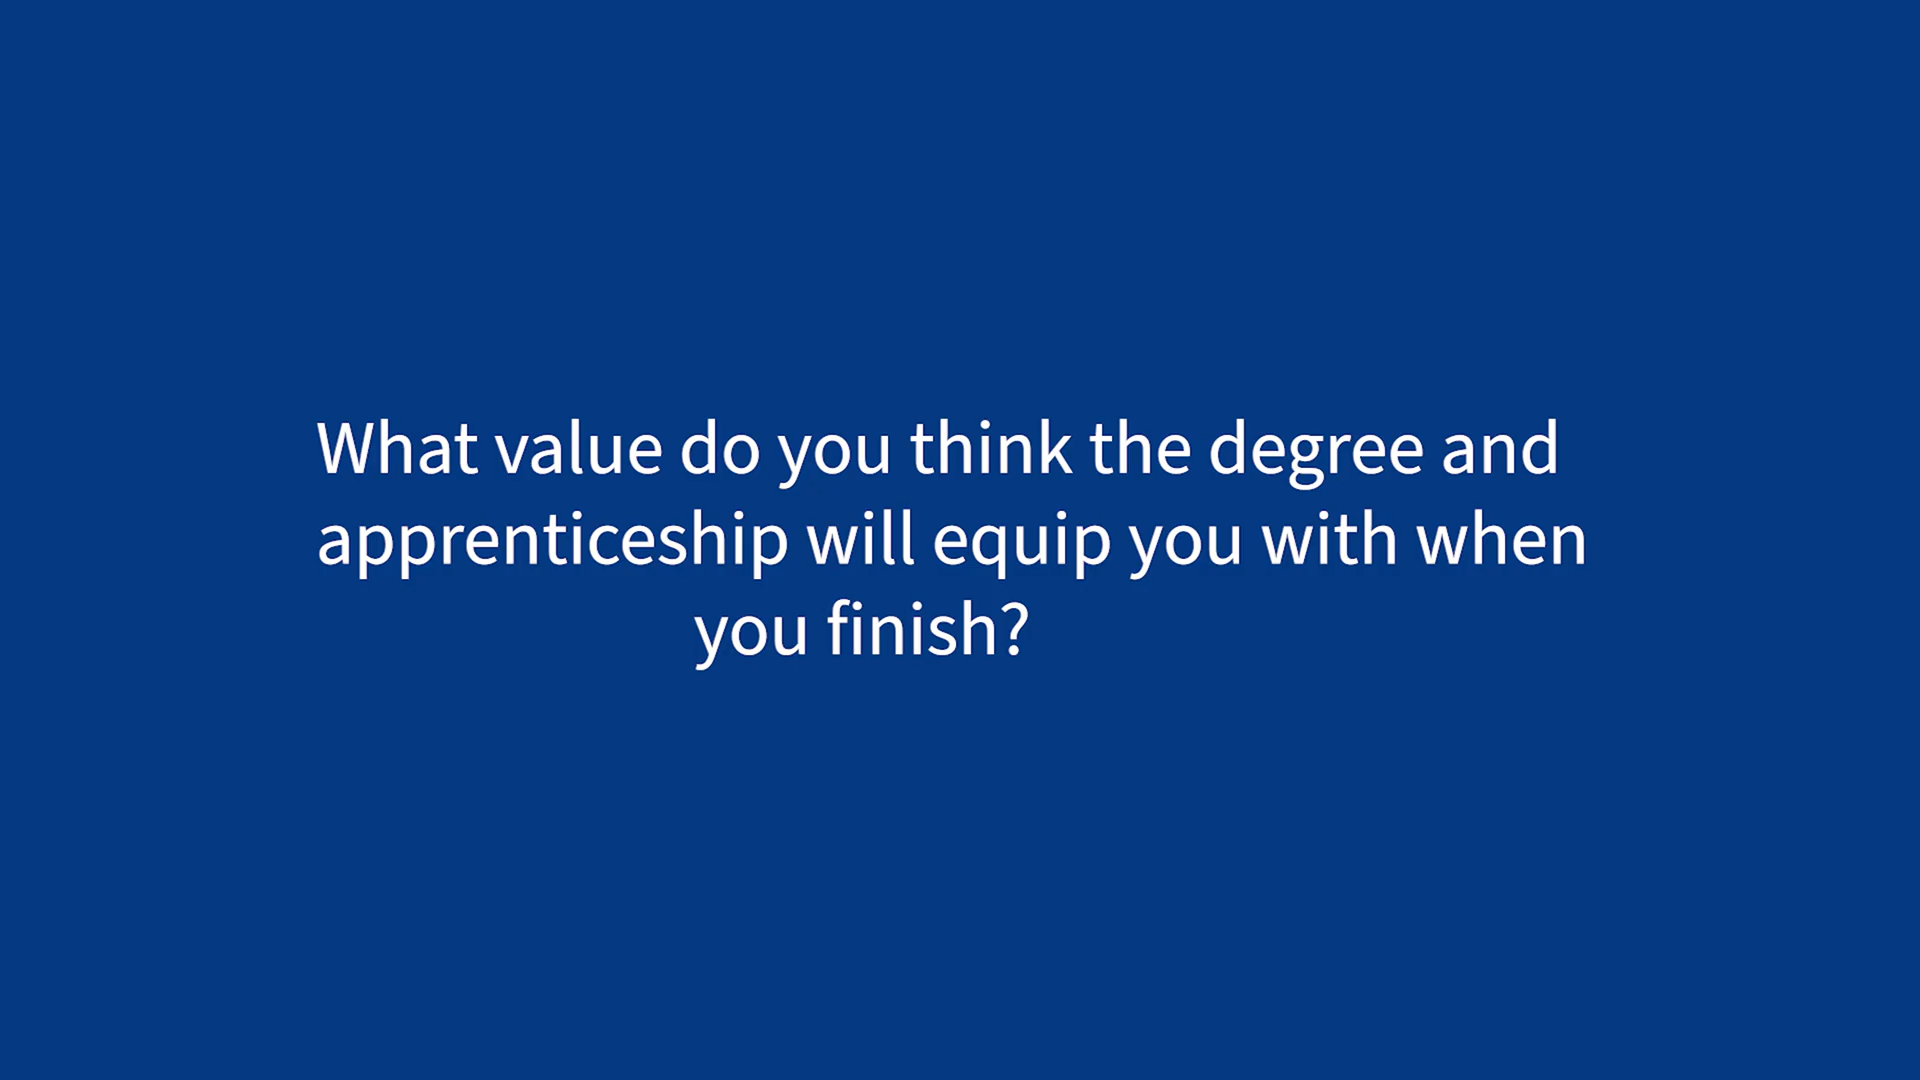 What value do you think the degree and
apprenticeship will equip you with when
you finish?